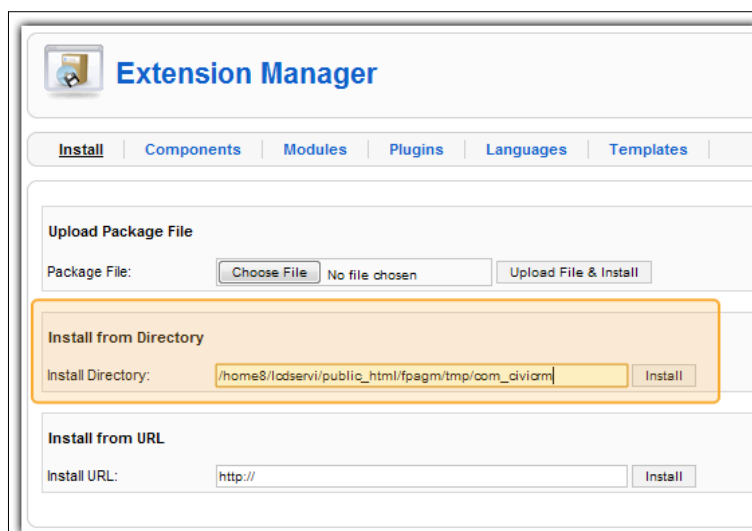 Extension Manager
Install Components Modules Plugins Languages Templates
Upload Package File
Package File: Choose File No file chosen Upload File & Install
Install from Directory
Install Directory: /home8/lcdservi/public_html/fpagm/tmp/com_civicrm Install
Install from URL
Install URL: http:// Install